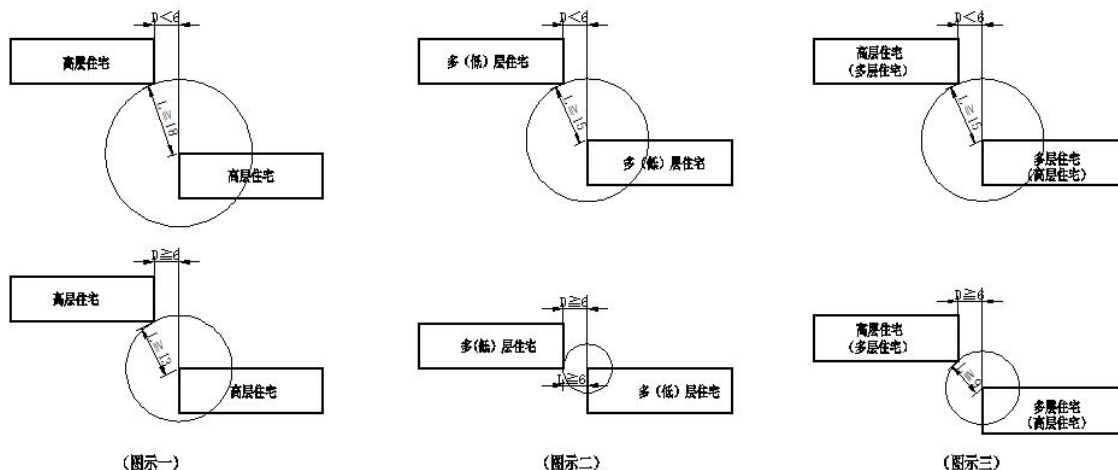 D＜6
高层住宅
L≧18
高层住宅
D＜6
多（低）层住宅
L≧15
多（低）层住宅
D＜6
高层住宅
（多层住宅）
L≧15
多层住宅
（高层住宅）
D≧6
高层住宅
L≧13
高层住宅
D≧6
多（低）层住宅
L≧6
多（低）层住宅
D≧6
高层住宅
（多层住宅）
L≧9
多层住宅
（高层住宅）
（图示一）
（图示二）
（图示三）